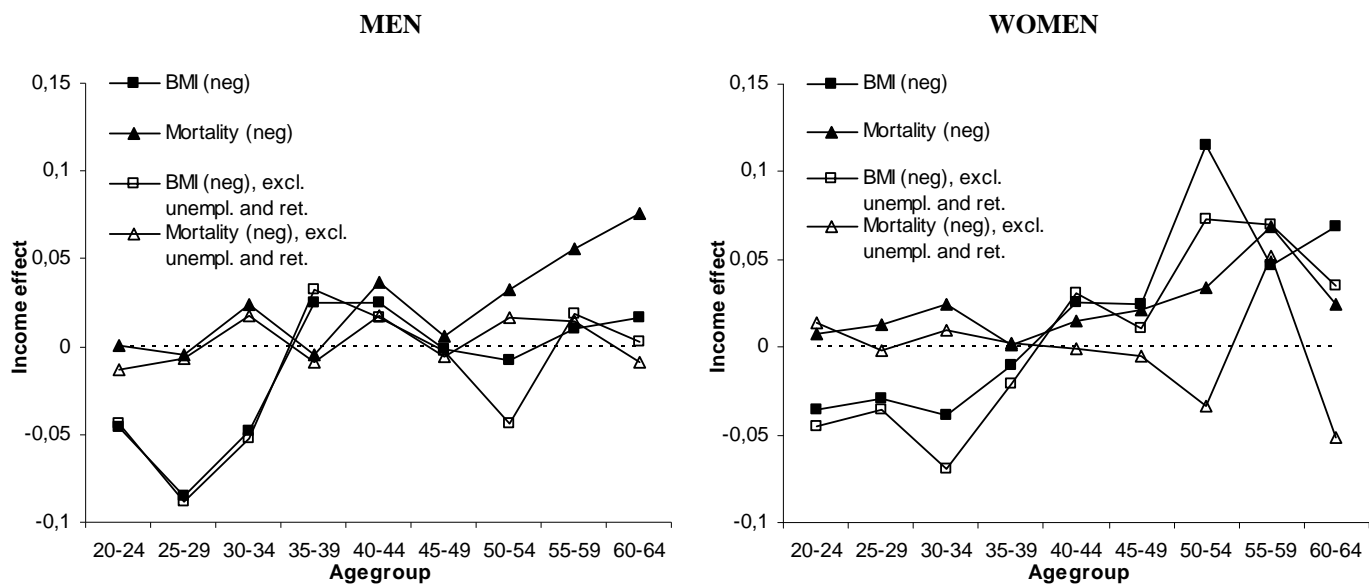 MEN
0,15
0,1
0,05
0
-0,05
-0,1
Income effect
BMI (neg)
Mortality (neg)
BMI (neg), excl.
unempl. and ret.
Mortality (neg), excl.
unempl. and ret.
20-24 25-29 30-34 35-39 40-44 45-49 50-54 55-59 60-64
Agegroup
WOMEN
0,15
0,1
0,05
0
-0,05
-0,1
Income effect
BMI (neg)
Mortality (neg)
BMI (neg), excl.
unempl. and ret.
Mortality (neg), excl.
unempl. and ret.
20-24 25-29 30-34 35-39 40-44 45-49 50-54 55-59 60-64
Agegroup